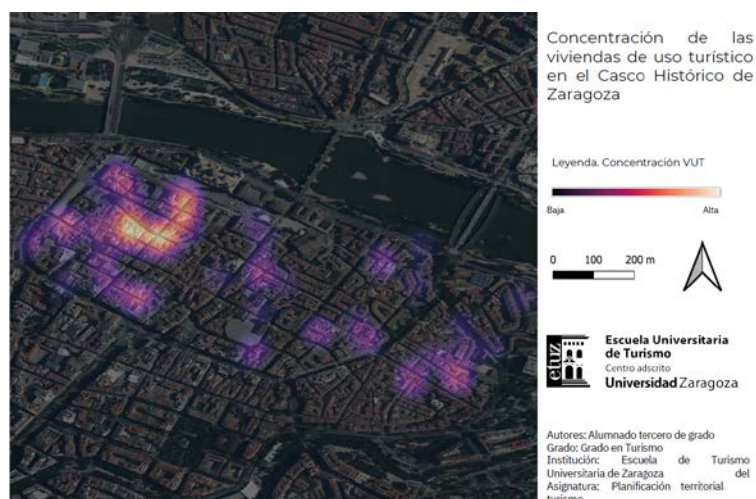 Concentración de las
viviendas de uso turístico
en el Casco Histórico de
Zaragoza
Leyenda. Concentración VUT
Baja Alta
0 100 200 m
etuz
Escuela Universitaria
de Turismo
Centro adscrito
Universidad Zaragoza
Autores: Alumnado tercero de grado
Grado: Grado en Turismo
Institución: Escuela de Turismo
Universitaria de Zaragoza del
Asignatura: Planificación territorial
turismo